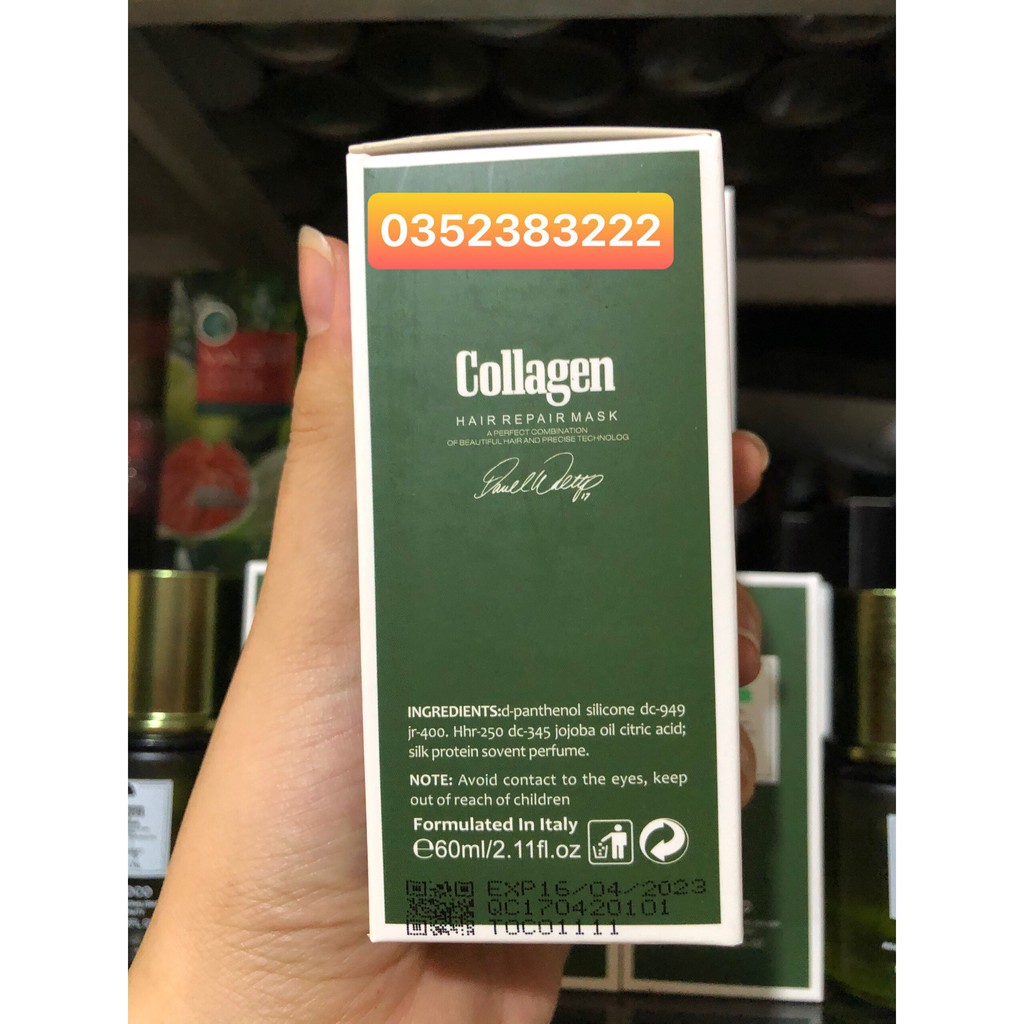 0352383222
Collagen
HAIR REPAIR MASK
A PERFECT COMBINATION
OF BEAUTIFUL HAIR AND PRECISE TECHNOLOG
INGREDIENTS:d-panthenol silicone dc-949
jr-400. Hhr-250 dc-345 jojoba oil citric acid;
silk protein sovent perfume.
NOTE: Avoid contact to the eyes, keep
out of reach of children
Formulated In Italy
℮60ml/2.11fl.oz
EXP16/04/2023
QC170420101
TOCO1111